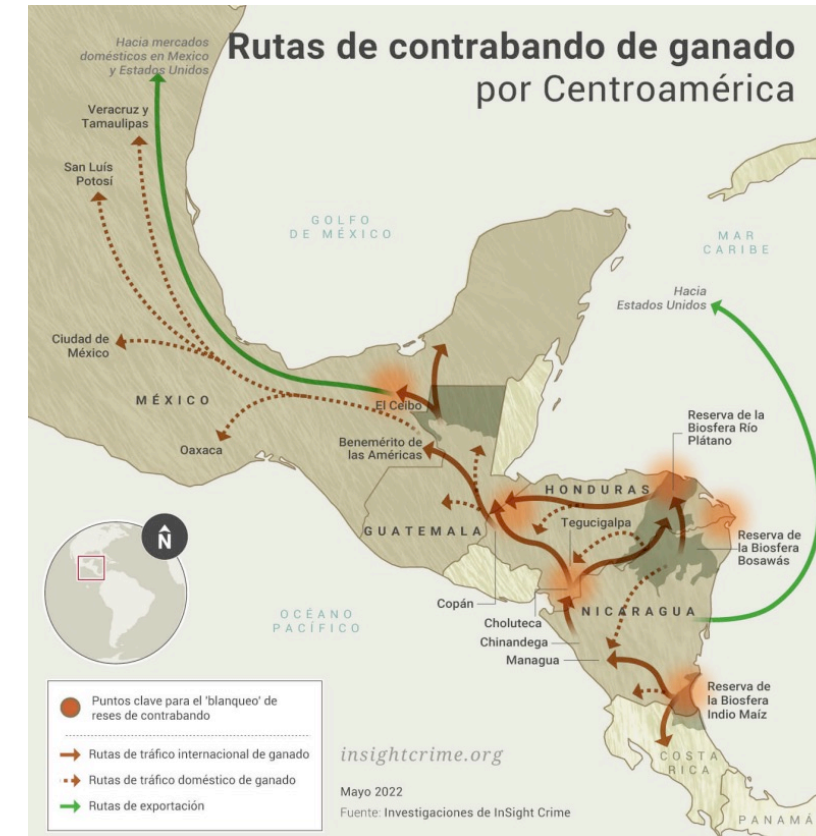 Rutas de contrabando de ganado
por Centroamérica
Hacia mercados
domésticos en Mexico
y Estados Unidos
Veracruz y
Tamaulipas
San Luís
Potosí
GOLFO
DE MÉXICO
MAR
CARIBE
Hacia
Estados Unidos
Ciudad de
México
MÉXICO
El Ceibo
Oaxaca
Benemérito de
las Américas
Reserva de la
Biosfera Río
Plátano
HONDURAS
Tegucigalpa
GUATEMALA
Reserva de
la Biosfera
Bosawás
N
Copán
OCÉANO
PACÍFICO
Choluteca
NICARAGUA
Chinandega
Managua
Reserva de
la Biosfera
Indio Maíz
COSTA
RICA
PANAMÁ
Puntos clave para el 'blanqueo' de
reses de contrabando
Rutas de tráfico internacional de ganado
Rutas de tráfico doméstico de ganado
Rutas de exportación
insightcrime.org
Mayo 2022
Fuente: Investigaciones de InSight Crime